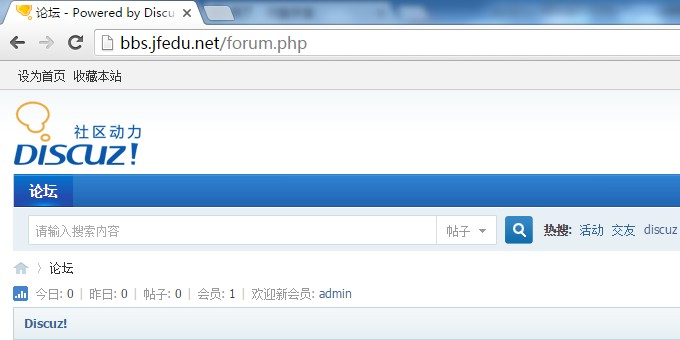 论坛 - Powered by Discu
bbs.jfedu.net/forum.php
设为首页 收藏本站
社区动力
DISCUZ!
论坛
请输入搜索内容 帖子 热搜: 活动 交友 discuz
〉论坛
今日: 0 | 昨日: 0 | 帖子: 0 | 会员: 1 | 欢迎新会员: admin
Discuz!